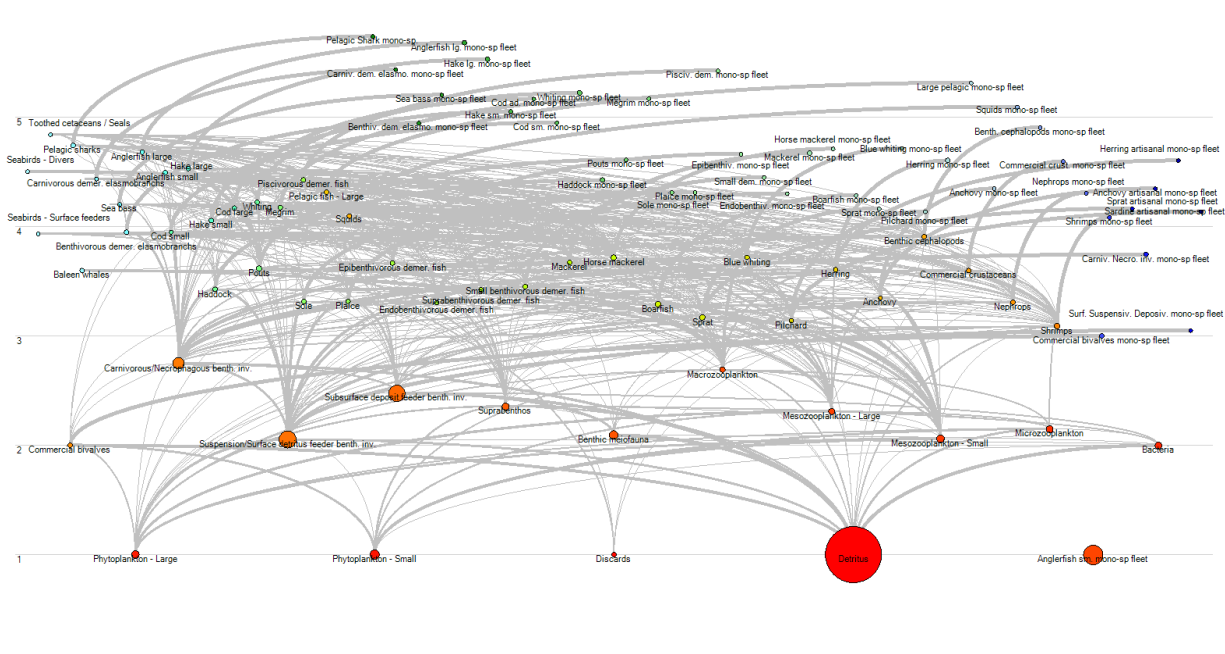 Pelagic Shark mono-sp
Anglerfish lg. mono-sp fleet
Hake lg. mono-sp fleet
Carniv. dem. elasmo. mono-sp fleet
Pisciv. dem. mono-sp fleet
Large pelagic mono-sp fleet
Sea bass mono-sp fleet
Whiting mono-sp fleet
Cod ad. mono-sp fleet
Megrim mono-sp fleet
Squids mono-sp fleet
Hake sm. mono-sp fleet
5
Toothed cetaceans / Seals
Benthiv. dem. elasmo. mono-sp fleet
Cod sm. mono-sp fleet
Benth. cephalopods mono-sp fleet
Horse mackerel mono-sp fleet
Pelagic sharks
Blue whiting mono-sp fleet
Herring artisanal mono-sp fleet
Seabirds - Divers
Anglerfish large
Mackerel mono-sp fleet
Hake large
Pouts mono-sp fleet
Epibenthiv. mono-sp fleet
Herring mono-sp fleet
Commercial crust. mono-sp fleet
Anglerfish small
Carnivorous demer. elasmobranchs
Piscivorous demer. fish
Haddock mono-sp fleet
Small dem. mono-sp fleet
Nephrops mono-sp fleet
Anchovy mono-sp fleet
Anchovy artisanal mono-sp fleet
Pelagic fish - Large
Plaice mono-sp fleet
Boarfish mono-sp fleet
Sprat artisanal mono-sp fleet
Sea bass
Whiting
Sole mono-sp fleet
Endobenthiv. mono-sp fleet
Cod large
Megrim
Sprat mono-sp fleet
Sardine artisanal mono-sp fleet
Seabirds - Surface feeders
Squids
Pilchard mono-sp fleet
Shrimps mono-sp fleet
Hake small
4
Cod small
Benthic cephalopods
Benthivorous demer. elasmobranchs
Carniv. Necro. inv. mono-sp fleet
Baleen whales
Pouts
Epibenthivorous demer. fish
Mackerel
Horse mackerel
Blue whiting
Herring
Commercial crustaceans
Haddock
Small benthivorous demer. fish
Suprabenthivorous demer. fish
Sole
Plaice
Endobenthivorous demer. fish
Boarfish
Anchovy
Nephrops
Surf. Suspensiv. Deposiv. mono-sp fleet
Sprat
Pilchard
Shrimps
3
Commercial bivalves mono-sp fleet
Carnivorous/Necrophagous benth. inv.
Macrozooplankton
Subsurface deposit feeder benth. inv.
Suprabenthos
Mesozooplankton - Large
Microzooplankton
Suspension/Surface detritus feeder benth. inv.
Benthic meiofauna
Mesozooplankton - Small
2
Commercial bivalves
Bacteria
1
Phytoplankton - Large
Phytoplankton - Small
Discards
Detritus
Anglerfish sm. mono-sp fleet